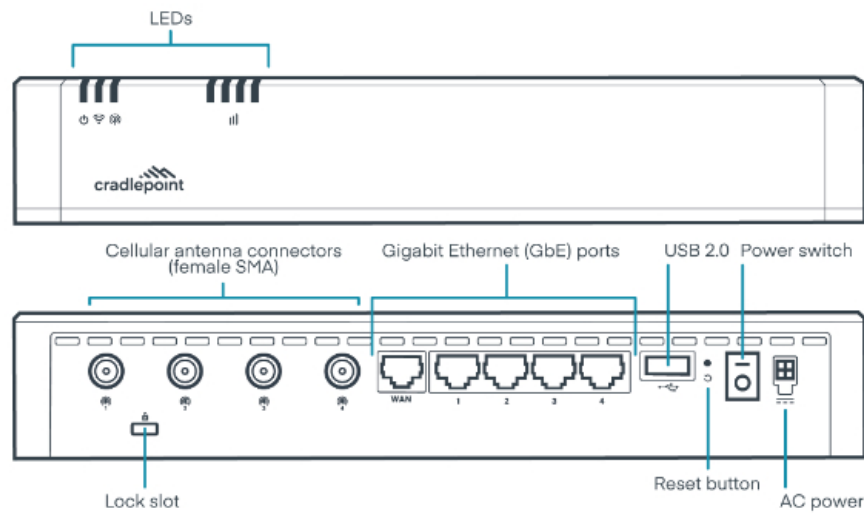 LEDs
cradlepoint
Cellular antenna connectors
(female SMA)
Gigabit Ethernet (GbE) ports
USB 2.0
Power switch
1
2
3
4
WAN
1
2
3
4
Lock slot
Reset button
AC power